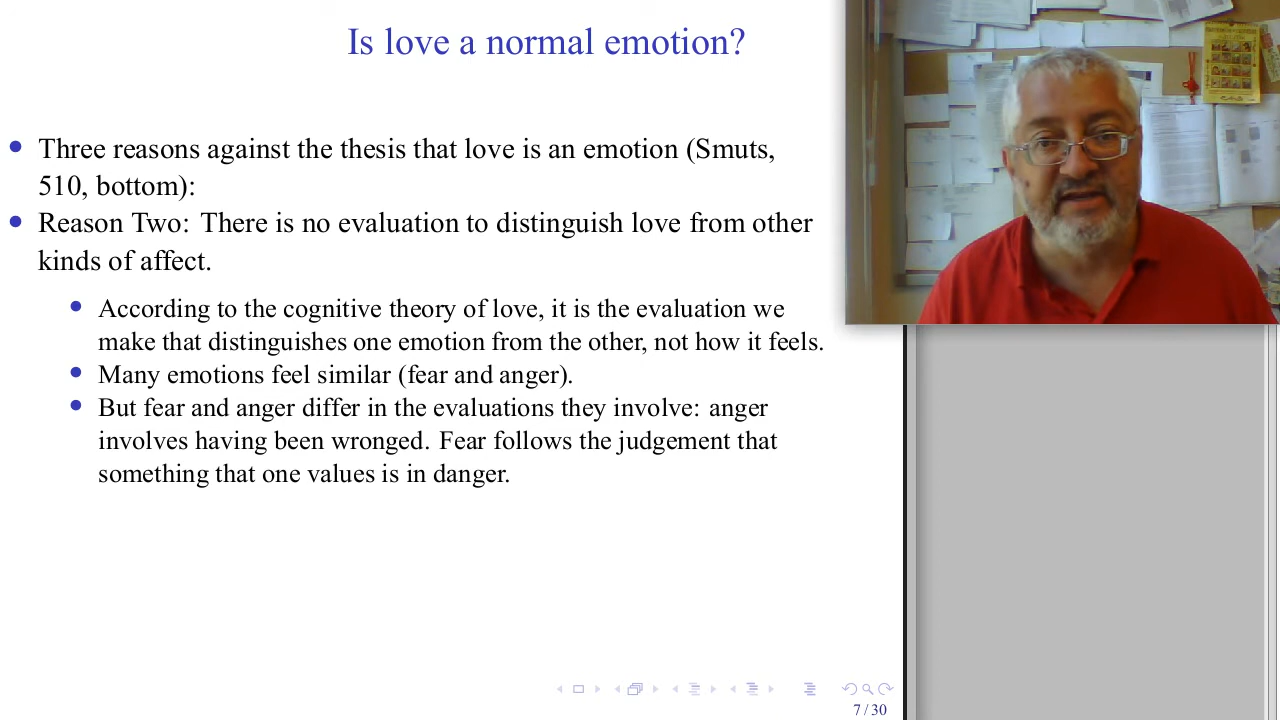 Is love a normal emotion?
Three reasons against the thesis that love is an emotion (Smuts,
510, bottom):
Reason Two: There is no evaluation to distinguish love from other
kinds of affect.
According to the cognitive theory of love, it is the evaluation we
make that distinguishes one emotion from the other, not how it feels.
Many emotions feel similar (fear and anger).
But fear and anger differ in the evaluations they involve: anger
involves having been wronged. Fear follows the judgement that
something that one values is in danger.
7 / 30